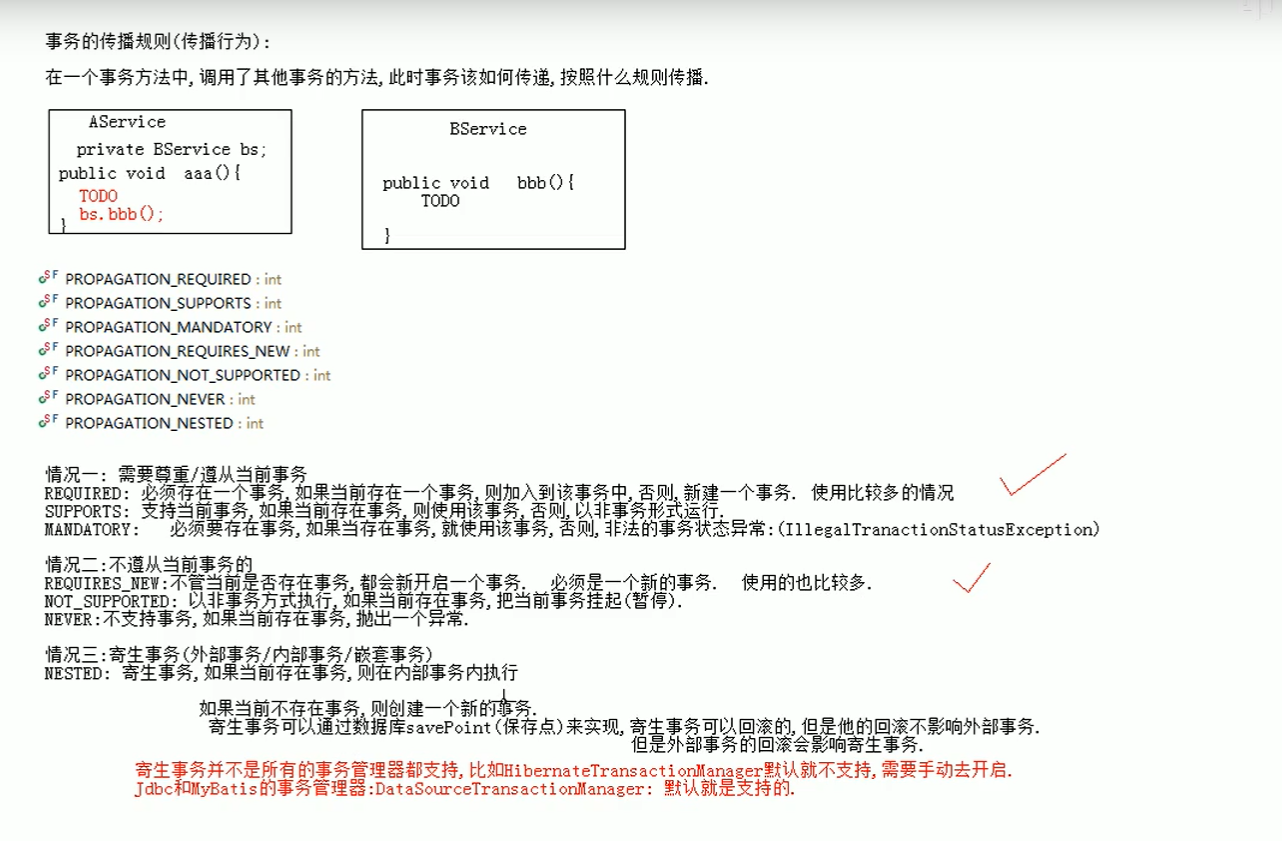 事务的传播规则(传播行为):
在一个事务方法中,调用了其他事务的方法,此时事务该如何传递,按照什么规则传播.
AService
private BService bs;
public void aaa(){
TODO
bs.bbb();
}
BService
public void bbb(){
TODO
}
PROPAGATION_REQUIRED : int
PROPAGATION_SUPPORTS : int
PROPAGATION_MANDATORY : int
PROPAGATION_REQUIRES_NEW : int
PROPAGATION_NOT_SUPPORTED : int
PROPAGATION_NEVER : int
PROPAGATION_NESTED : int
情况一: 需要尊重/遵从当前事务
REQUIRED: 必须存在一个事务,如果当前存在一个事务,则加入到该事务中,否则,新建一个事务. 使用比较多的情况
SUPPORTS: 支持当前事务,如果当前存在事务,则使用该事务,否则,以非事务形式运行.
MANDATORY: 必须要存在事务,如果当存在事务,就使用该事务,否则,非法的事务状态异常:(IllegalTranactionStatusException)
情况二:不遵从当前事务的
REQUIRES_NEW:不管当前是否存在事务,都会新开启一个事务. 必须是一个新的事务. 使用的也比较多.
NOT_SUPPORTED: 以非事务方式执行,如果当前存在事务,把当前事务挂起(暂停).
NEVER:不支持事务,如果当前存在事务,抛出一个异常.
情况三:寄生事务(外部事务/内部事务/嵌套事务)
NESTED: 寄生事务,如果当前存在事务,则在内部事务内执行
如果当前不存在事务,则创建一个新的事务.
寄生事务可以通过数据库savePoint(保存点)来实现,寄生事务可以回滚的,但是他的回滚不影响外部事务.
但是外部事务的回滚会影响寄生事务.
寄生事务并不是所有的事务管理器都支持,比如HibernateTransactionManager默认就不支持,需要手动去开启.
Jdbc和MyBatis的事务管理器:DataSourceTransactionManager: 默认就是支持的.